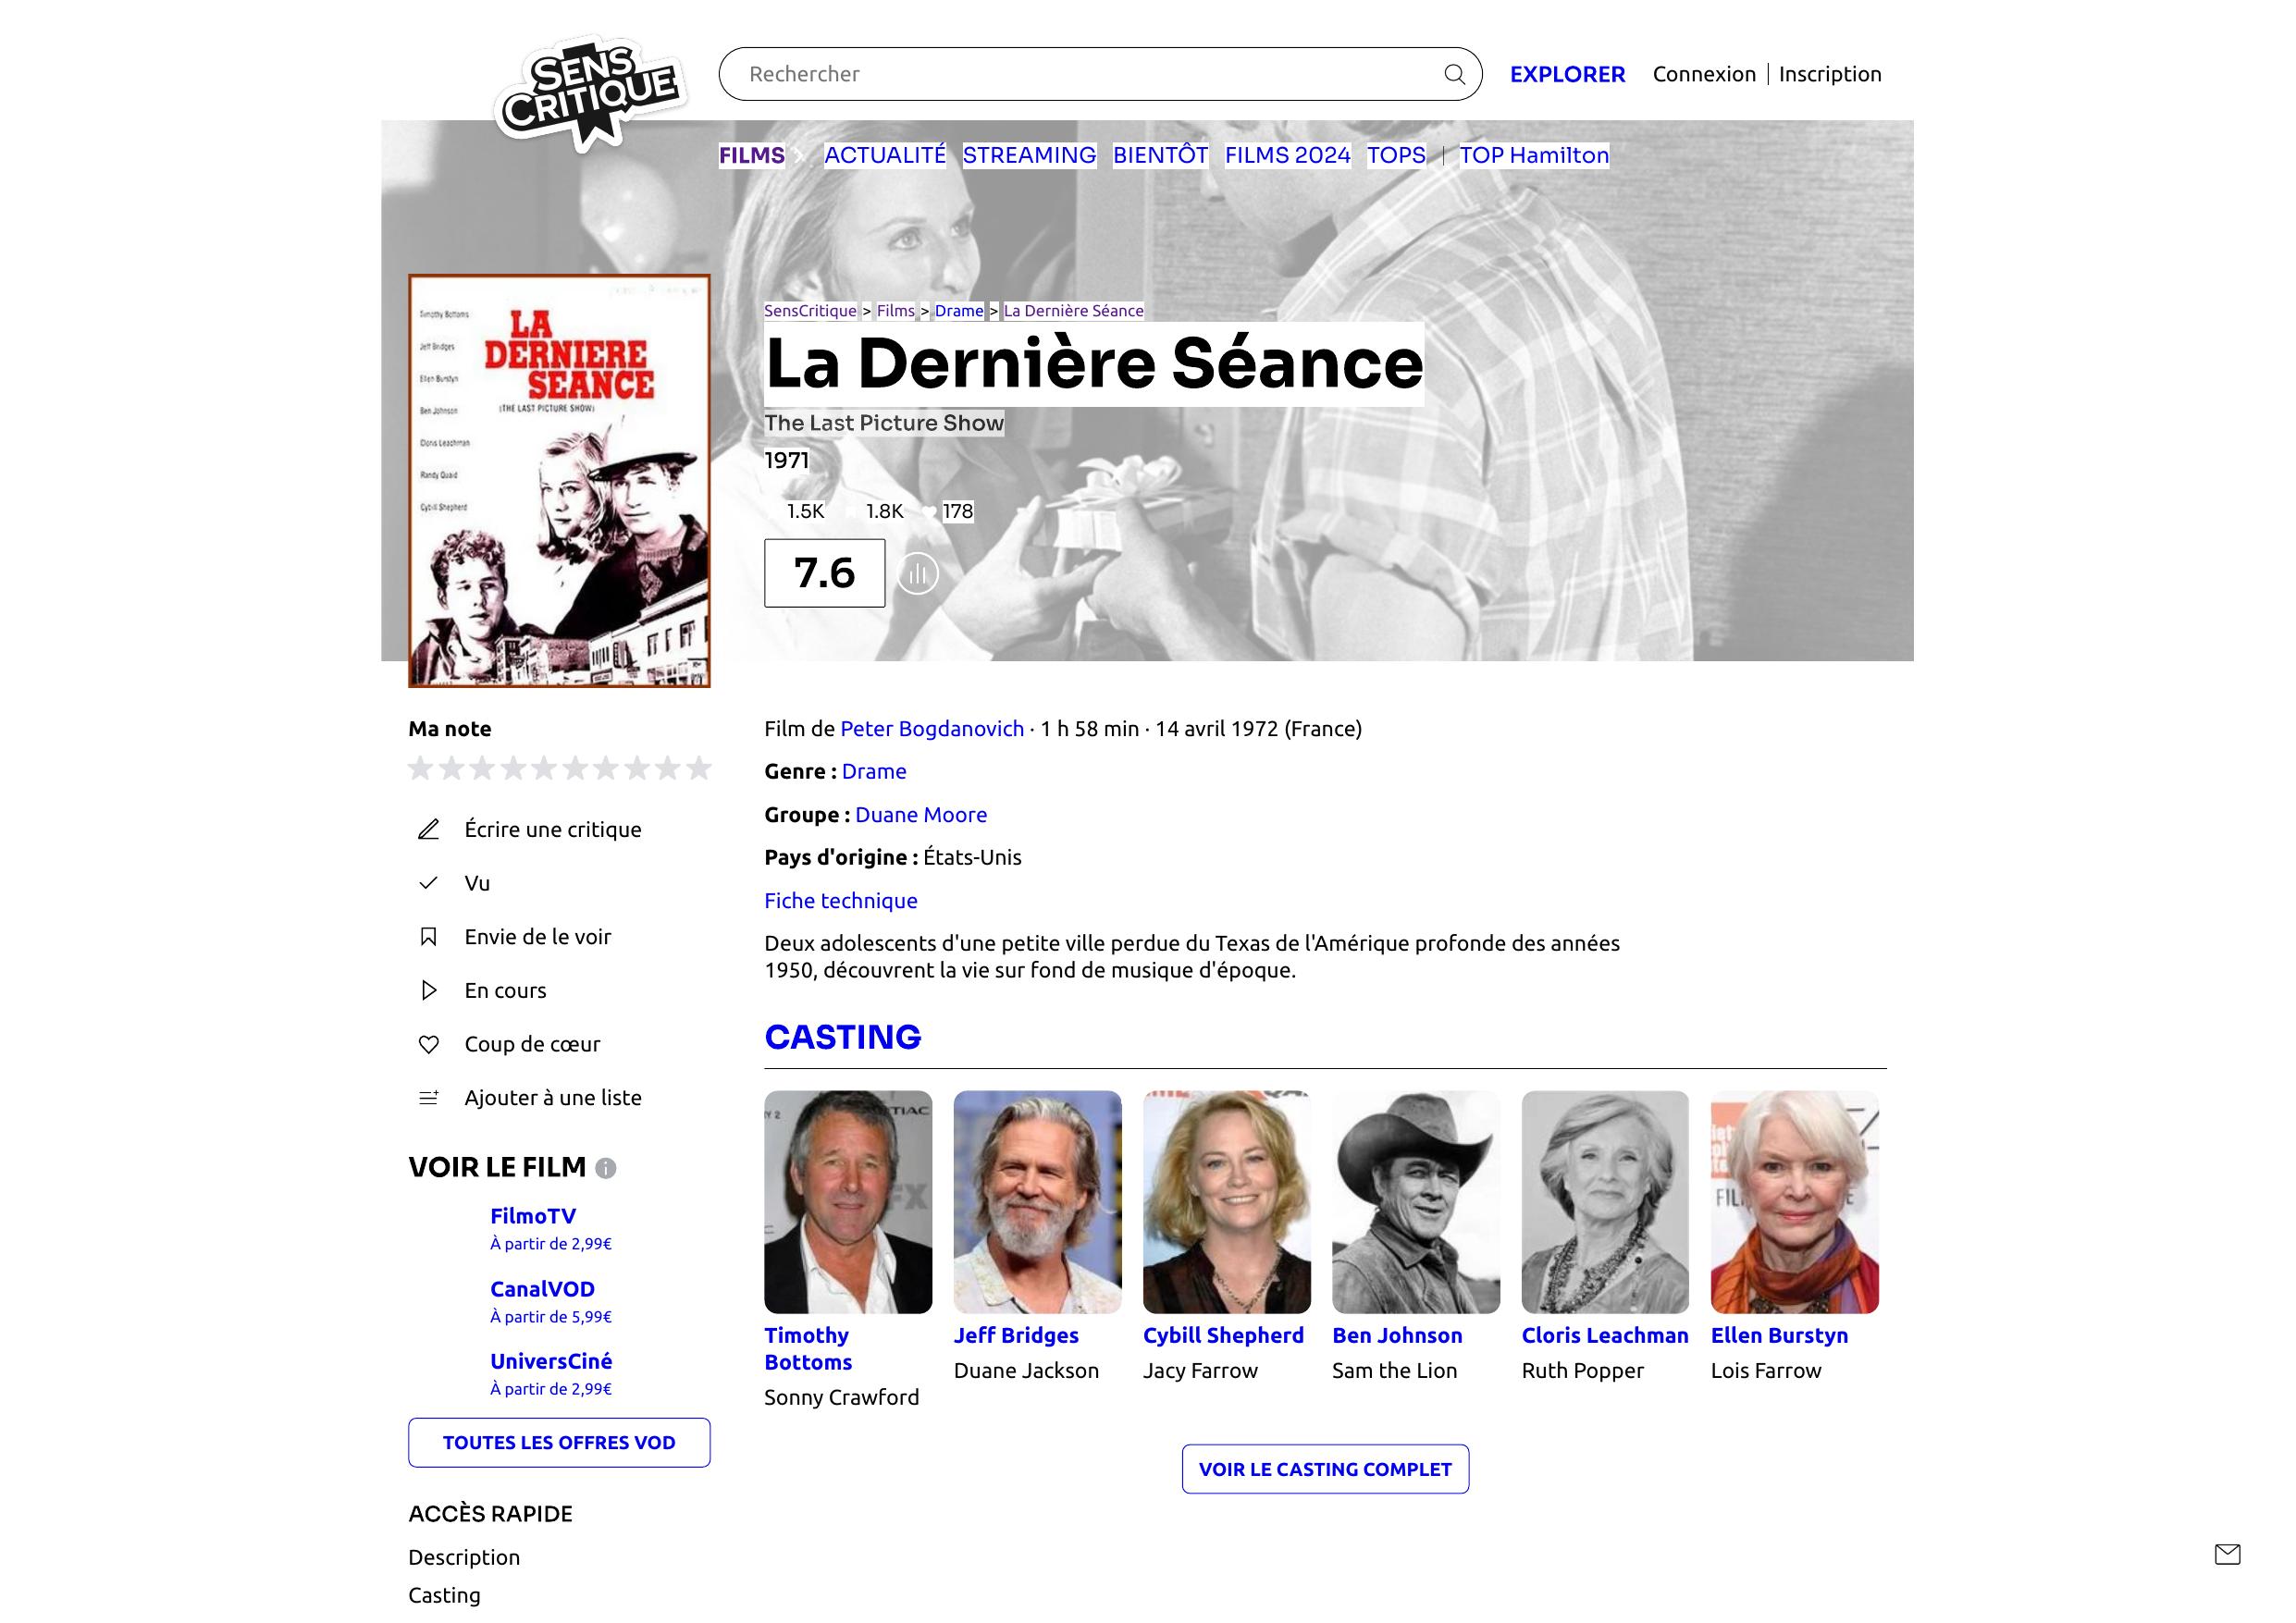 SENS
CRITIQUE
Rechercher
EXPLORER
Connexion | Inscription
FILMS
ACTUALITÉ
STREAMING
BIENTÔT
FILMS 2024
TOPS
|
TOP Hamilton
SensCritique > Films > Drame > La Dernière Séance
La Dernière Séance
The Last Picture Show
1971
1.5K
1.8K
178
7.6
Timothy Bottoms
Jeff Bridges
Ellen Burstyn
Ben Johnson
Cloris Leachman
Randy Quaid
Cybill Shepherd
LA
DERNIERE
SEANCE
(THE LAST PICTURE SHOW)
Ma note
Écrire une critique
Vu
Envie de le voir
En cours
Coup de cœur
Ajouter à une liste
VOIR LE FILM
FilmoTV
À partir de 2,99€
CanalVOD
À partir de 5,99€
UniversCiné
À partir de 2,99€
TOUTES LES OFFRES VOD
ACCÈS RAPIDE
Description
Casting
Film de Peter Bogdanovich · 1 h 58 min · 14 avril 1972 (France)
Genre : Drame
Groupe : Duane Moore
Pays d'origine : États-Unis
Fiche technique
Deux adolescents d'une petite ville perdue du Texas de l'Amérique profonde des années
1950, découvrent la vie sur fond de musique d'époque.
CASTING
Timothy
Bottoms
Sonny Crawford
Jeff Bridges
Duane Jackson
Cybill Shepherd
Jacy Farrow
Ben Johnson
Sam the Lion
Cloris Leachman
Ruth Popper
Ellen Burstyn
Lois Farrow
VOIR LE CASTING COMPLET